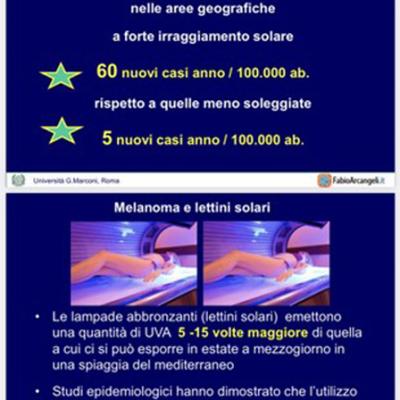 nelle aree geografiche
a forte irraggiamento solare
60 nuovi casi anno / 100.000 ab.
rispetto a quelle meno soleggiate
5 nuovi casi anno / 100.000 ab.
Università G.Marconi, Roma
FabioArcangeli.it
Melanoma e lettini solari
• Le lampade abbronzanti (lettini solari) emettono
una quantità di UVA 5 -15 volte maggiore di quella
a cui ci si può esporre in estate a mezzogiorno in
una spiaggia del mediterraneo
• Studi epidemiologici hanno dimostrato che l'utilizzo